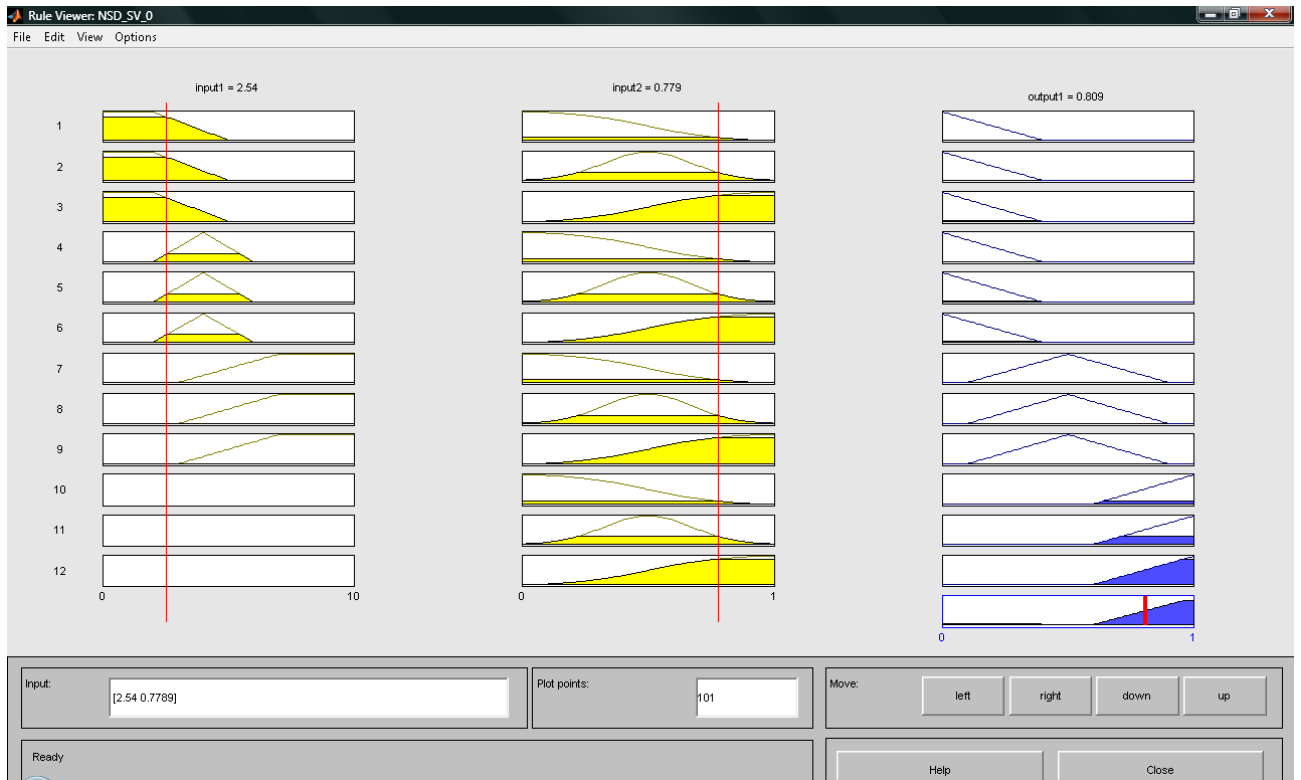 Rule Viewer: NSD_SV_0
File Edit View Options
input1 = 2.54
input2 = 0.779
output1 = 0.809
1
2
3
4
5
6
7
8
9
10
11
12
0 10
0 1
0 1
Input:
[2.54 0.7789]
Plot points:
101
Move:
left
right
down
up
Ready
Help
Close